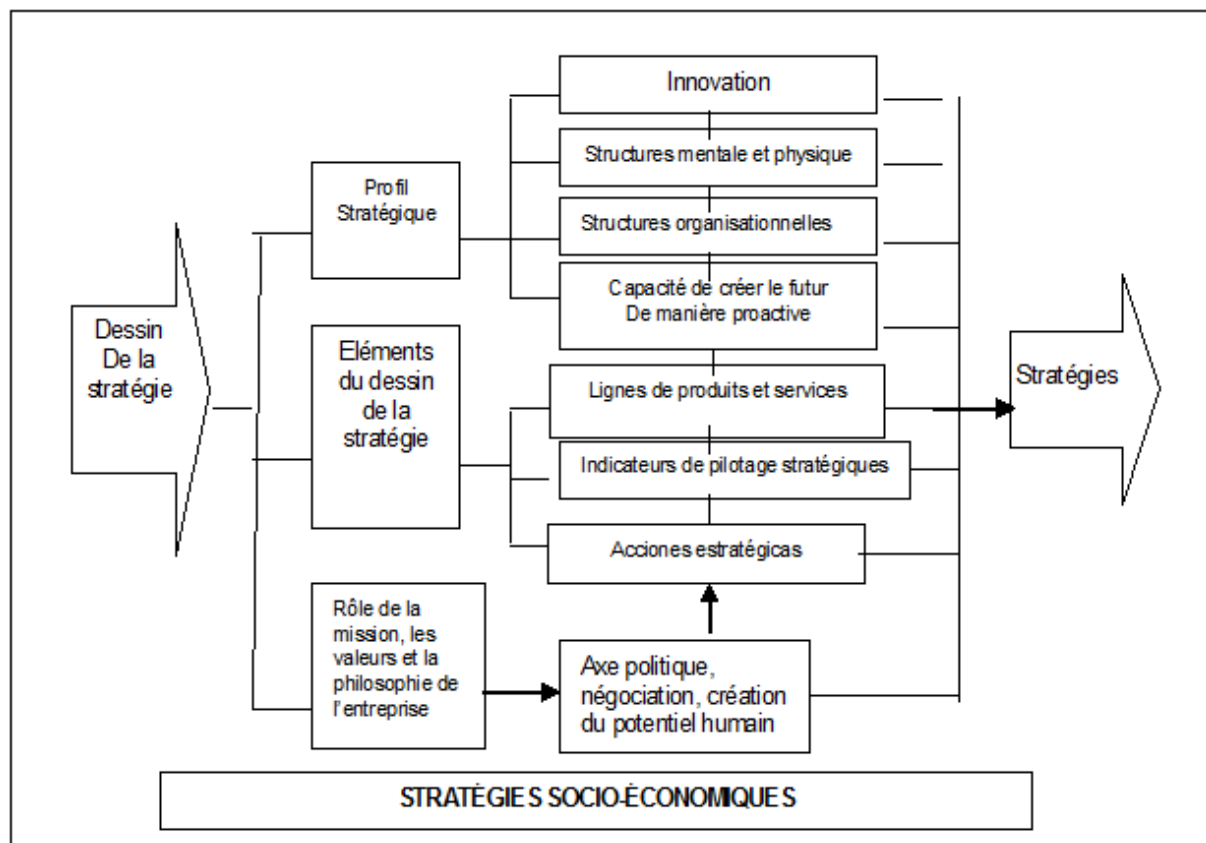 Innovation
Structures mentale et physique
Profil
Stratégique
Structures organisationnelles
Capacité de créer le futur
De manière proactive
Dessin
De la
stratégie
Eléments
du dessin
de la
stratégie
Lignes de produits et services
Stratégies
Indicateurs de pilotage stratégiques
Acciones estratégicas
Rôle de la
mission, les
valeurs et la
philosophie de
l'entreprise
Axe politique,
négociation, création
du potentiel humain
STRATÉGIES SOCIO-ÉCONOMIQUES